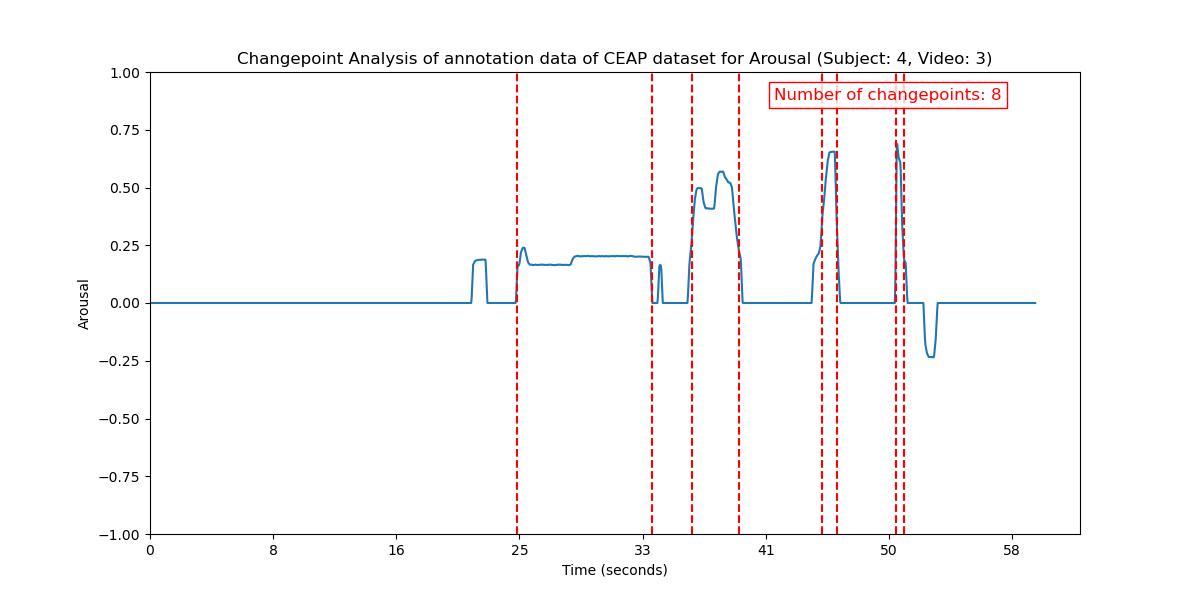 Changepoint Analysis of annotation data of CEAP dataset for Arousal (Subject: 4, Video: 3)
Number of changepoints: 8
Arousal
1.00
0.75
0.50
0.25
0.00
−0.25
−0.50
−0.75
−1.00
0 8 16 25 33 41 50 58
Time (seconds)